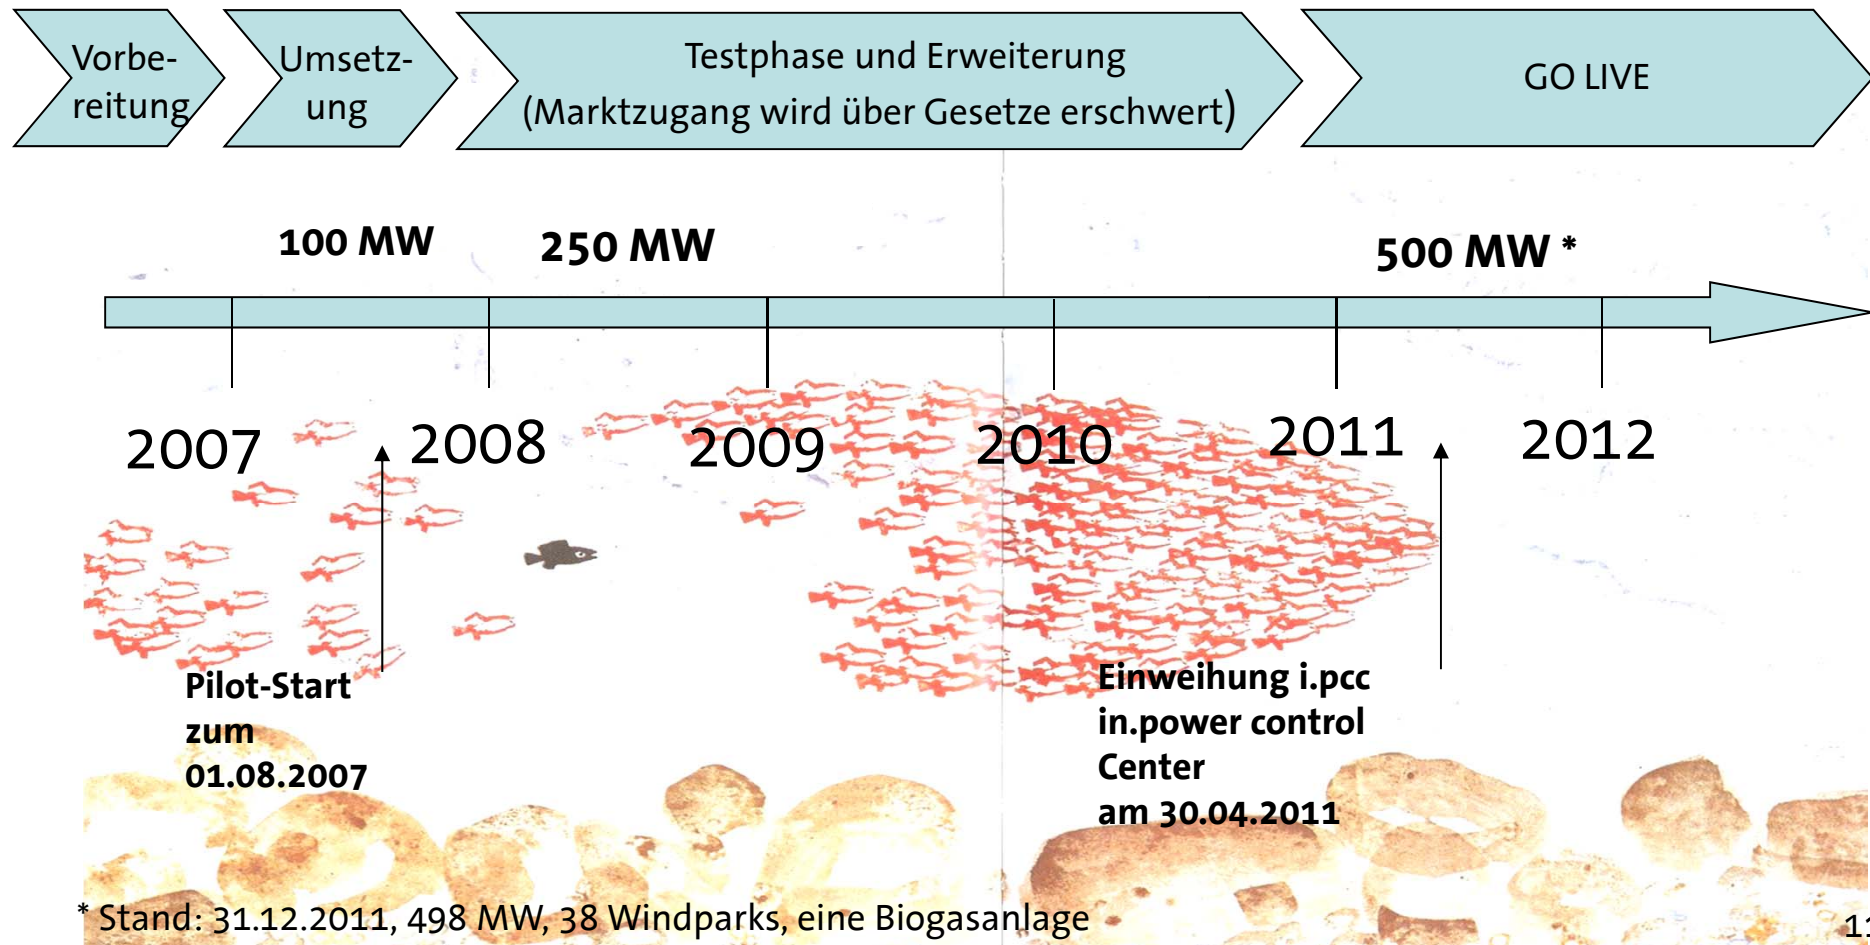 Vorbe-
reitung
Umsetz-
ung
Testphase und Erweiterung
(Marktzugang wird über Gesetze erschwert)
GO LIVE
100 MW
250 MW
500 MW *
2007
2008
2009
2010
2011
2012
Pilot-Start
zum
01.08.2007
Einweihung i.pcc
in.power control
Center
am 30.04.2011
* Stand: 31.12.2011, 498 MW, 38 Windparks, eine Biogasanlage
11